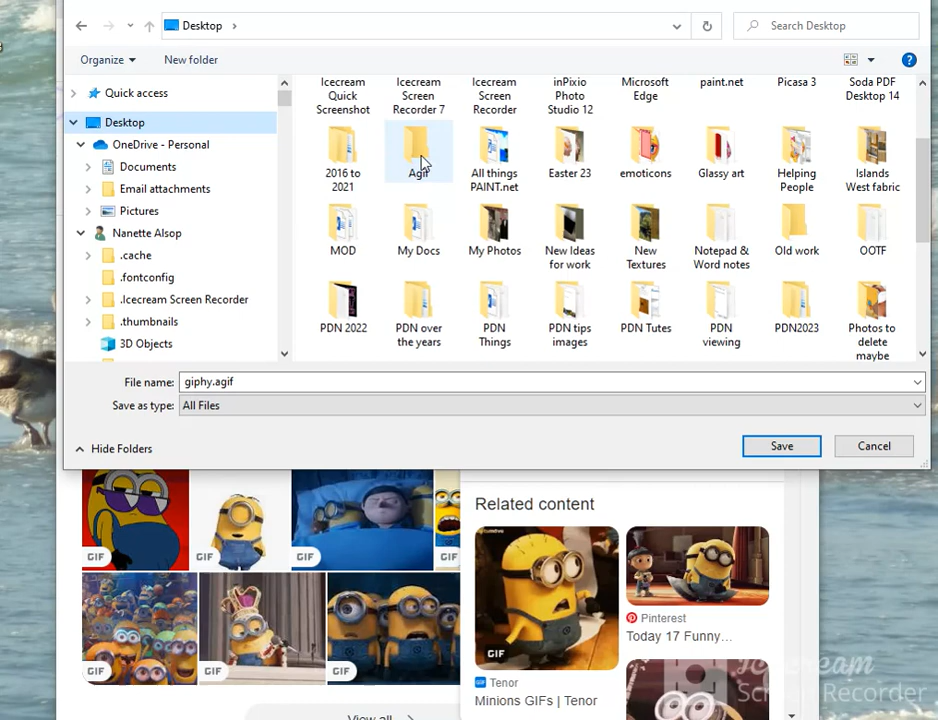 Desktop
Search Desktop
Organize
New folder
Quick access
Desktop
OneDrive - Personal
Documents
Email attachments
Pictures
Nanette Alsop
.cache
.fontconfig
.Icecream Screen Recorder
.thumbnails
3D Objects
Icecream
Quick
Screenshot
Icecream
Screen
Recorder 7
Icecream
Screen
Recorder
inPixio
Photo
Studio 12
Microsoft
Edge
paint.net
Picasa 3
Soda PDF
Desktop 14
2016 to
2021
Agif
All things
PAINT.net
Easter 23
emoticons
Glassy art
Helping
People
Islands
West fabric
MOD
My Docs
My Photos
New Ideas
for work
New
Textures
Notepad &
Word notes
Old work
OOTF
PDN 2022
PDN over
the years
PDN
Things
PDN tips
images
PDN Tutes
PDN
viewing
PDN2023
Photos to
delete
maybe
File name:
giphy.agif
Save as type:
All Files
Hide Folders
Save
Cancel
GIF
GIF
GIF
GIF
GIF
GIF
GIF
View all
Related content
GIF
Tenor
Minions GIFs | Tenor
Pinterest
Today 17 Funny...
Icecream
Screen Recorder